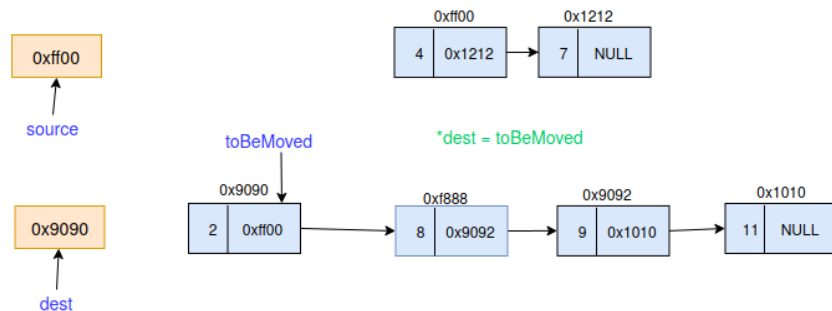 0xff00 0x1212
0xff00 4 0x1212 7 NULL
source
toBeMoved *dest = toBeMoved
0x9090 0xf888 0x9092 0x1010
0x9090 2 0xff00 8 0x9092 9 0x1010 11 NULL
dest